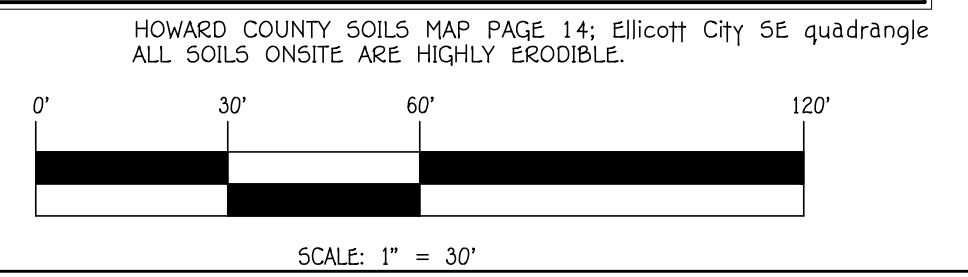 HOWARD COUNTY SOILS MAP PAGE 14; Ellicott City SE quadrangle
ALL SOILS ONSITE ARE HIGHLY ERODIBLE.
0' 30' 60' 120'
SCALE: 1" = 30'